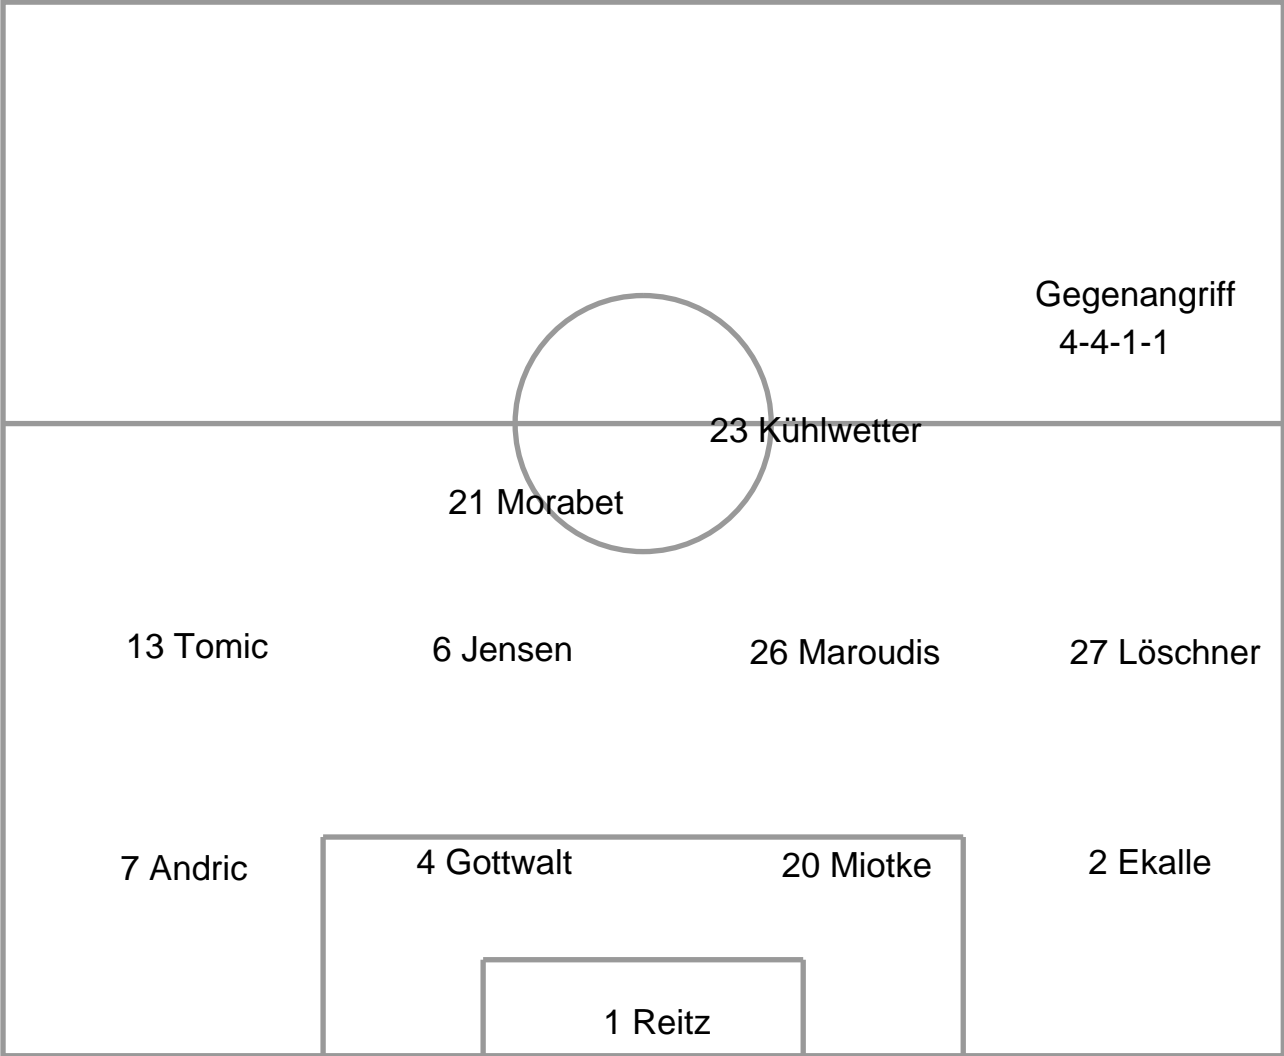 Gegenangriff
4-4-1-1
23 Kühlwetter
21 Morabet
13 Tomic
6 Jensen
26 Maroudis
27 Löschner
7 Andric
4 Gottwalt
20 Miotke
2 Ekalle
1 Reitz